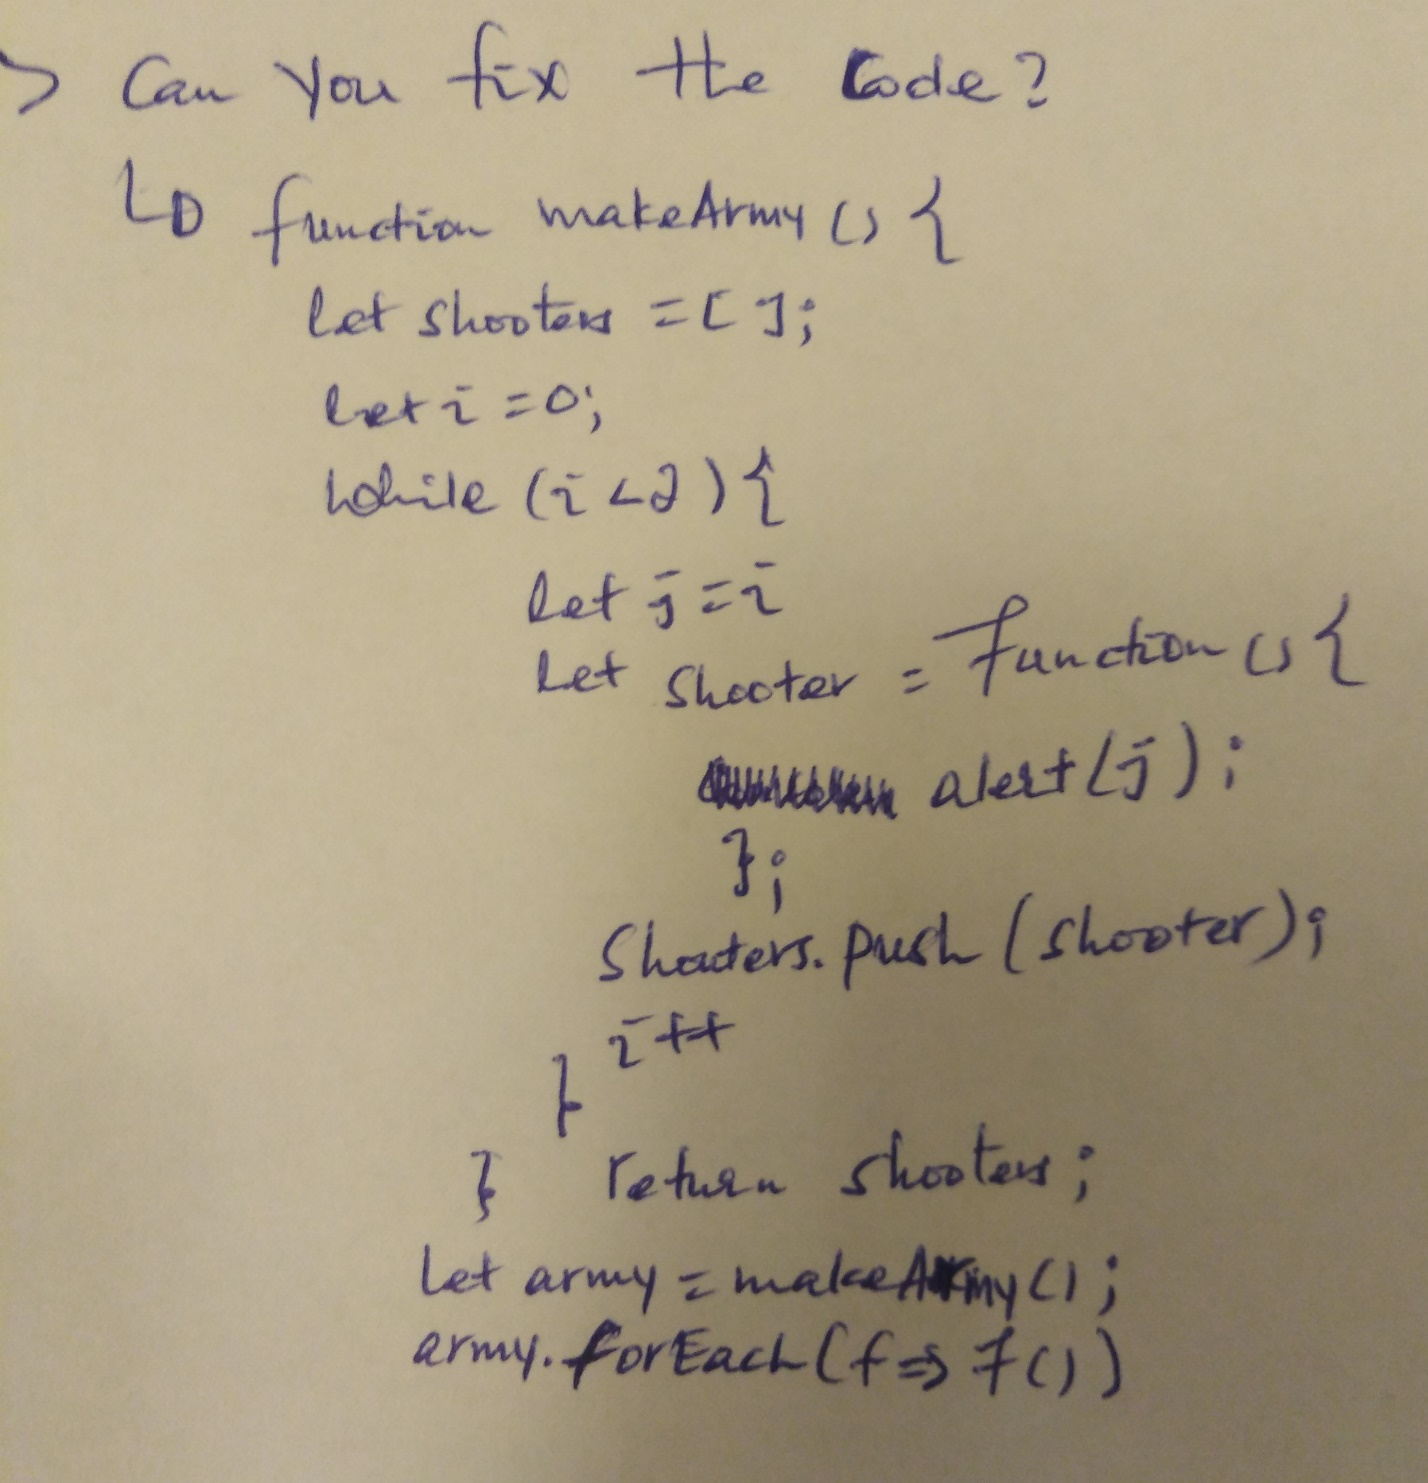 > Can you fix the Code?
↳ function makeArmy () {
let shooters = [ ];
let i = 0;
while (i < 2) {
let j = i
let shooter = function () {
alert(j);
};
Shooters.push(shooter);
i++
}
} return shooters;
let army = makeArmy();
army.forEach(f => f())